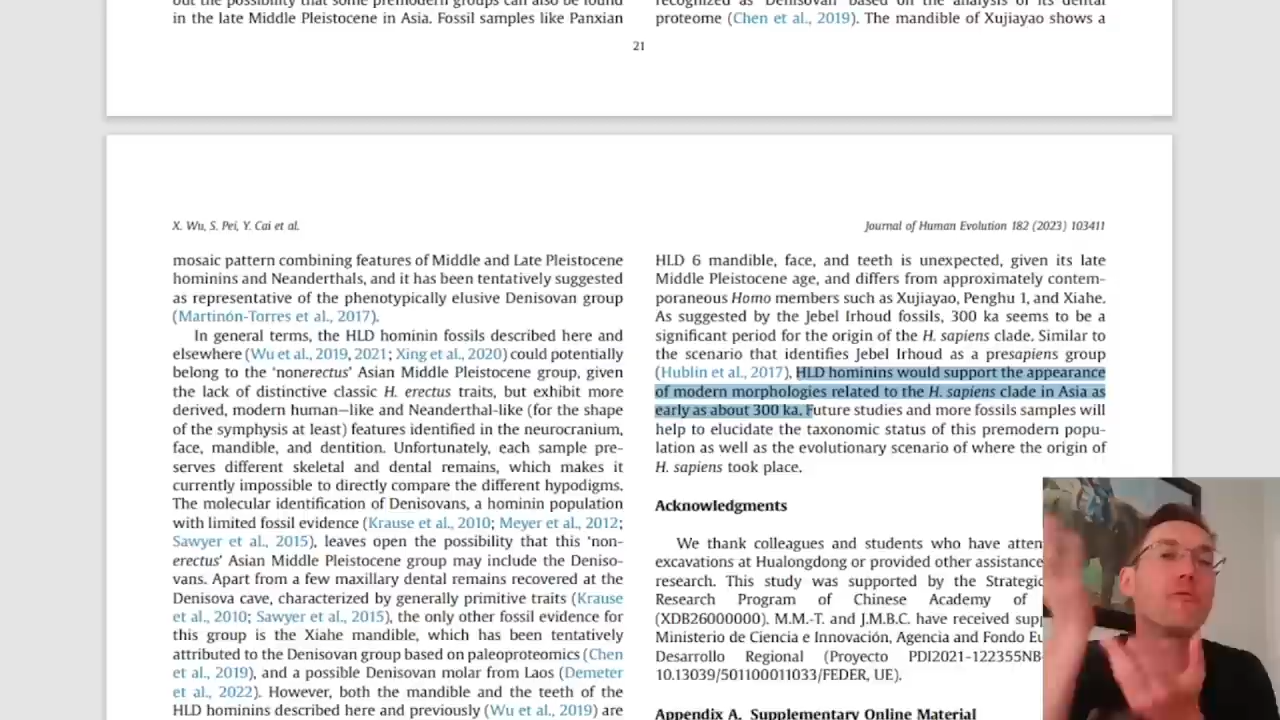 out the possibility that some premodern groups can also be found
in the late Middle Pleistocene in Asia. Fossil samples like Panxian
recognized as 'Denisovan' based on the analysis of its dental
proteome (Chen et al., 2019). The mandible of Xujiayao shows a
21
X. Wu, S. Pei, Y. Cai et al.
Journal of Human Evolution 182 (2023) 103411
mosaic pattern combining features of Middle and Late Pleistocene
hominins and Neanderthals, and it has been tentatively suggested
as representative of the phenotypically elusive Denisovan group
(Martinón-Torres et al., 2017).
In general terms, the HLD hominin fossils described here and
elsewhere (Wu et al., 2019, 2021; Xing et al., 2020) could potentially
belong to the 'nonerectus' Asian Middle Pleistocene group, given
the lack of distinctive classic H. erectus traits, but exhibit more
derived, modern human–like and Neanderthal-like (for the shape
of the symphysis at least) features identified in the neurocranium,
face, mandible, and dentition. Unfortunately, each sample pre-
serves different skeletal and dental remains, which makes it
currently impossible to directly compare the different hypodigms.
The molecular identification of Denisovans, a hominin population
with limited fossil evidence (Krause et al., 2010; Meyer et al., 2012;
Sawyer et al., 2015), leaves open the possibility that this 'non-
erectus' Asian Middle Pleistocene group may include the Deniso-
vans. Apart from a few maxillary dental remains recovered at the
Denisova cave, characterized by generally primitive traits (Krause
et al., 2010; Sawyer et al., 2015), the only other fossil evidence for
this group is the Xiahe mandible, which has been tentatively
attributed to the Denisovan group based on paleoproteomics (Chen
et al., 2019), and a possible Denisovan molar from Laos (Demeter
et al., 2022). However, both the mandible and the teeth of the
HLD hominins described here and previously (Wu et al., 2019) are
HLD 6 mandible, face, and teeth is unexpected, given its late
Middle Pleistocene age, and differs from approximately contem-
poraneous Homo members such as Xujiayao, Penghu 1, and Xiahe.
As suggested by the Jebel Irhoud fossils, 300 ka seems to be a
significant period for the origin of the H. sapiens clade. Similar to
the scenario that identifies Jebel Irhoud as a presapiens group
(Hublin et al., 2017), HLD hominins would support the appearance
of modern morphologies related to the H. sapiens clade in Asia as
early as about 300 ka. Future studies and more fossils samples will
help to elucidate the taxonomic status of this premodern popu-
lation as well as the evolutionary scenario of where the origin of
H. sapiens took place.
Acknowledgments
We thank colleagues and students who have atten
excavations at Hualongdong or provided other assistance
research. This study was supported by the Strategic
Research Program of Chinese Academy of
(XDB26000000). M.M.-T. and J.M.B.C. have received sup
Ministerio de Ciencia e Innovación, Agencia and Fondo Eu
Desarrollo Regional (Proyecto PDI2021-122355NB-
10.13039/501100011033/FEDER, UE).
Appendix A. Supplementary Online Material